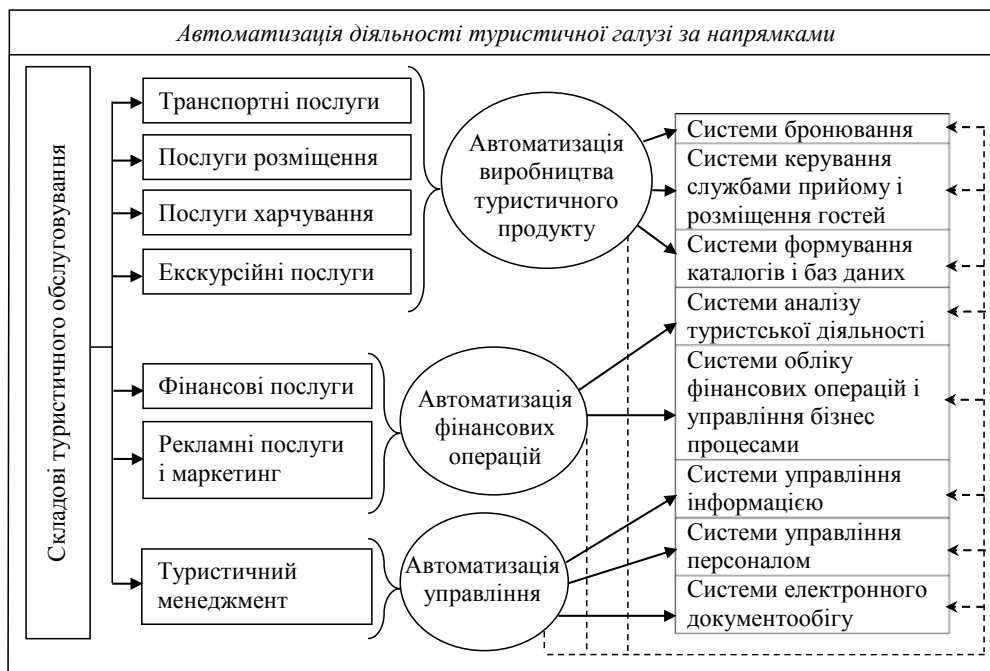 Автоматизація діяльності туристичної галузі за напрямками
Складові туристичного обслуговування
Транспортні послуги
Послуги розміщення
Послуги харчування
Екскурсійні послуги
Фінансові послуги
Рекламні послуги
і маркетинг
Туристичний
менеджмент
Автоматизація
виробництва
туристичного
продукту
Автоматизація
фінансових
операцій
Автоматизація
управління
Системи бронювання
Системи керування
службами прийому і
розміщення гостей
Системи формування
каталогів і баз даних
Системи аналізу
туристської діяльності
Системи обліку
фінансових операцій і
управління бізнес
процесами
Системи управління
інформацією
Системи управління
персоналом
Системи електронного
документообігу